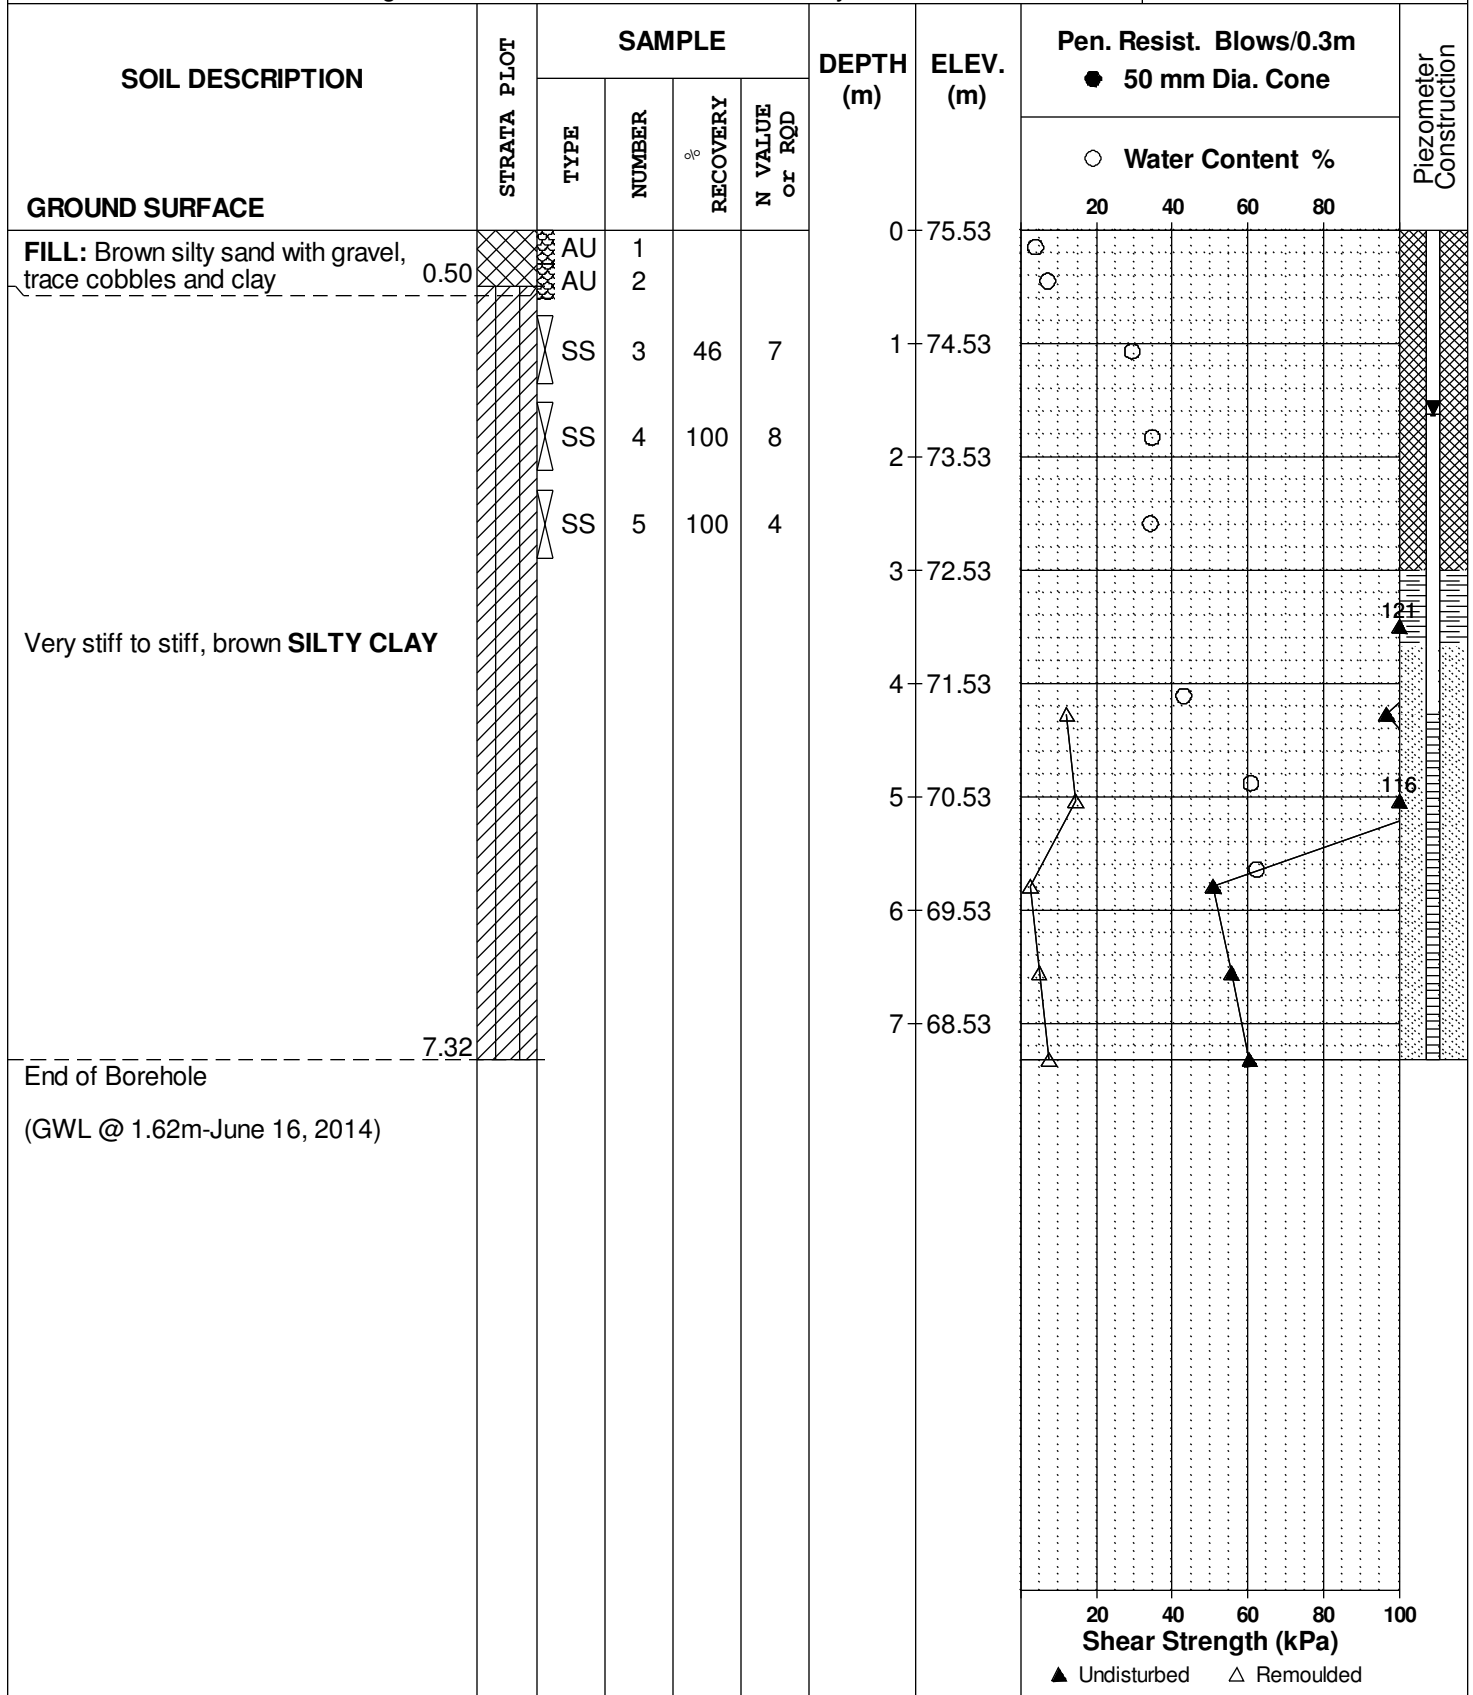 SOIL DESCRIPTION
GROUND SURFACE
STRATA PLOT
SAMPLE
TYPE
NUMBER
% RECOVERY
N VALUE or RQD
DEPTH (m)
ELEV. (m)
Pen. Resist. Blows/0.3m
● 50 mm Dia. Cone
○ Water Content %
20 40 60 80
Piezometer Construction
FILL: Brown silty sand with gravel,
trace cobbles and clay 0.50
AU 1
AU 2
SS 3 46 7
SS 4 100 8
SS 5 100 4
0 75.53
1 74.53
2 73.53
3 72.53
4 71.53
5 70.53
6 69.53
7 68.53
121
116
Very stiff to stiff, brown SILTY CLAY
7.32
End of Borehole
(GWL @ 1.62m-June 16, 2014)
20 40 60 80 100
Shear Strength (kPa)
▲ Undisturbed △ Remoulded